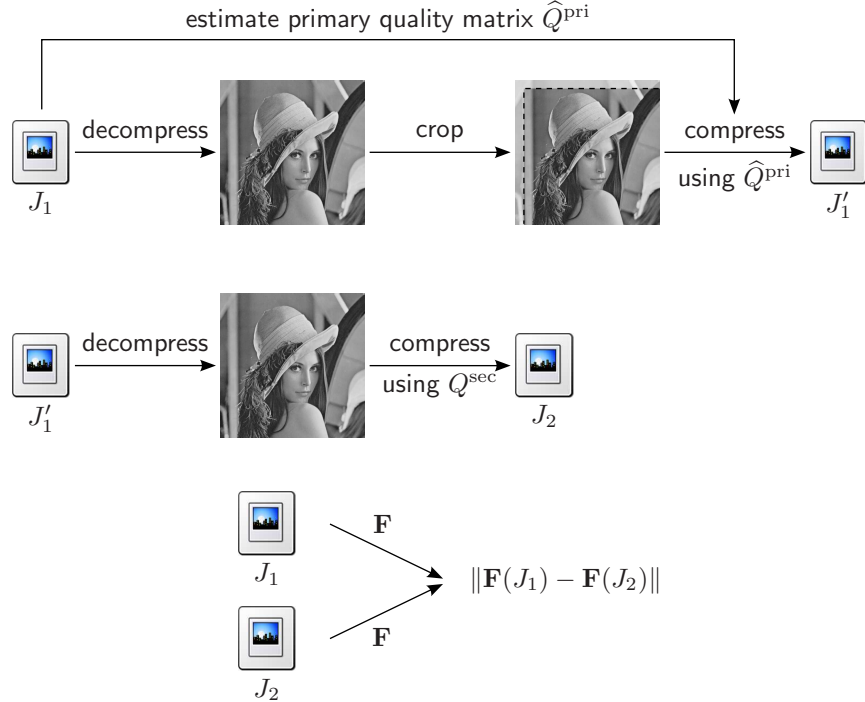 estimate primary quality matrix Q̂^pri
decompress
crop
compress
using Q̂^pri
J₁
J₁′
decompress
compress
using Q^sec
J₁′
J₂
J₁
F
‖F(J₁) − F(J₂)‖
F
J₂